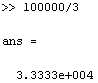 >> 100000/3
ans =
3.3333e+004